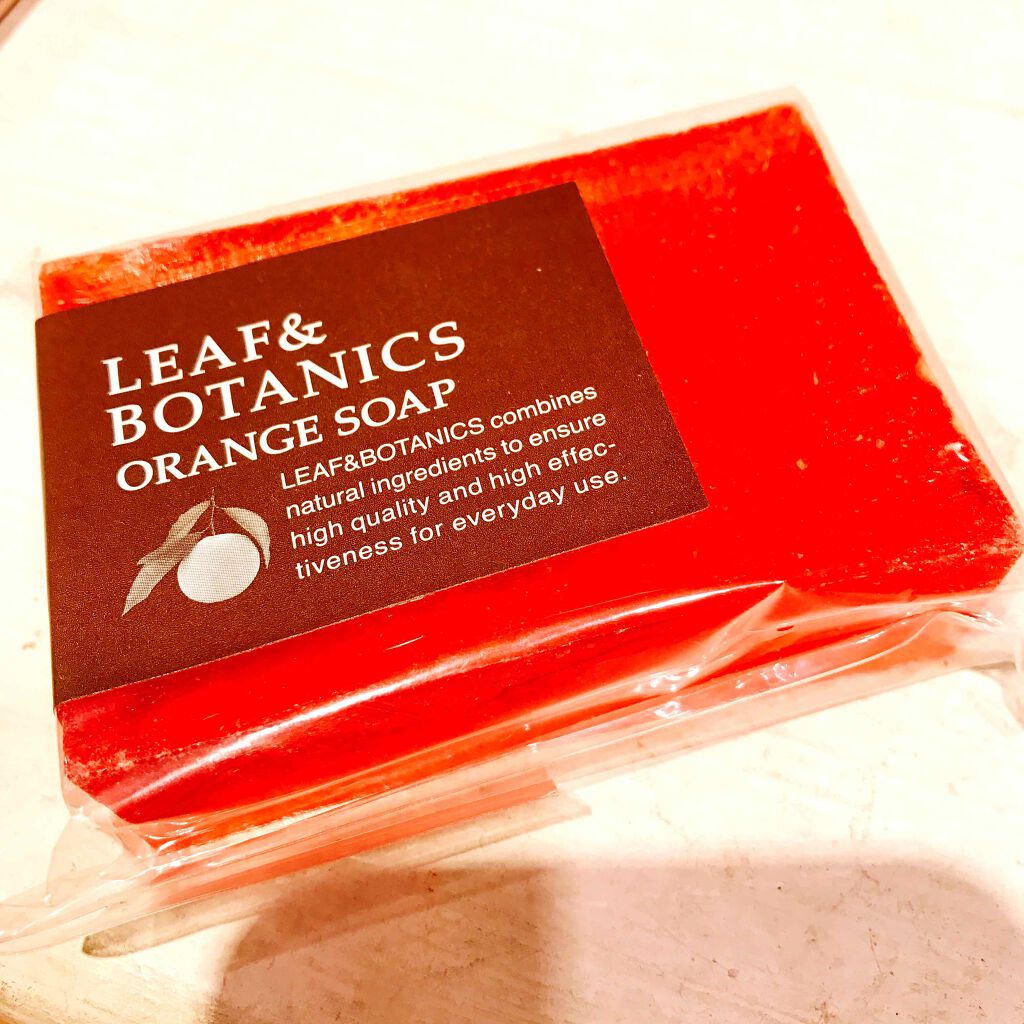 LEAF&
BOTANICS
ORANGE SOAP
LEAF&BOTANICS combines
natural ingredients to ensure
high quality and high effec-
tiveness for everyday use.